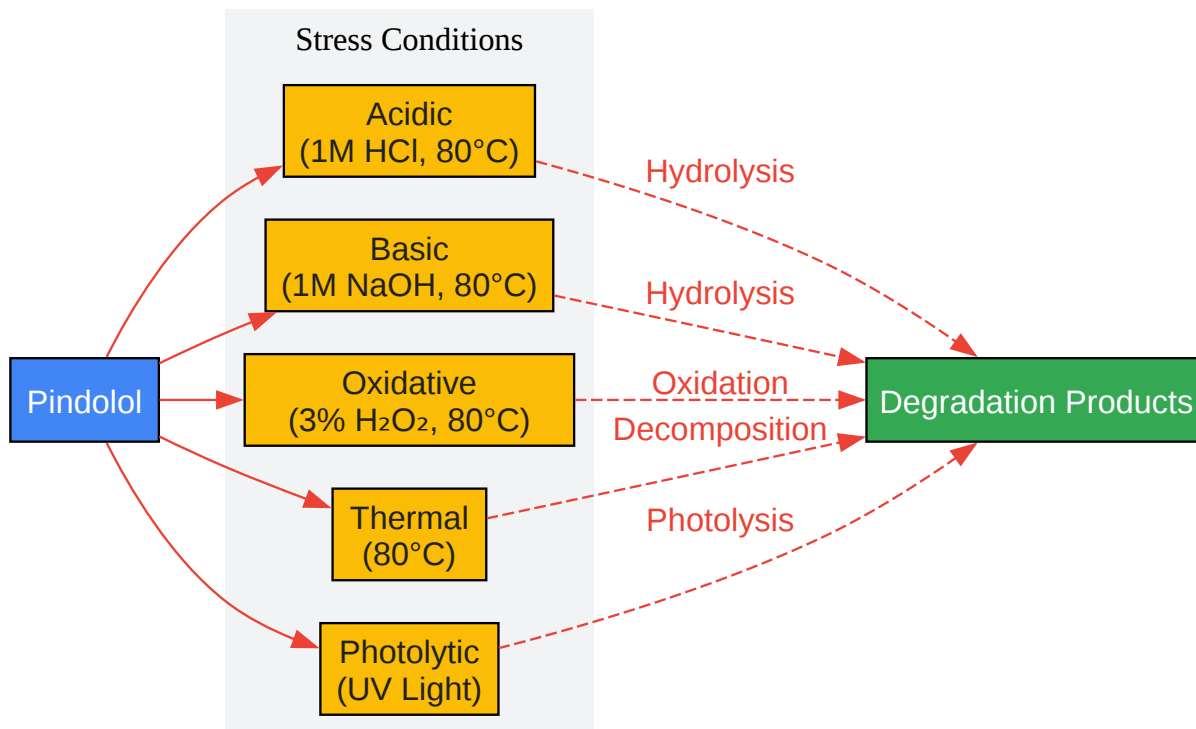 Stress Conditions
Acidic
(1M HCl, 80°C)
Hydrolysis
Basic
(1M NaOH, 80°C)
Hydrolysis
Pindolol
Oxidative
(3% H₂O₂, 80°C)
Oxidation
Degradation Products
Decomposition
Thermal
(80°C)
Photolysis
Photolytic
(UV Light)